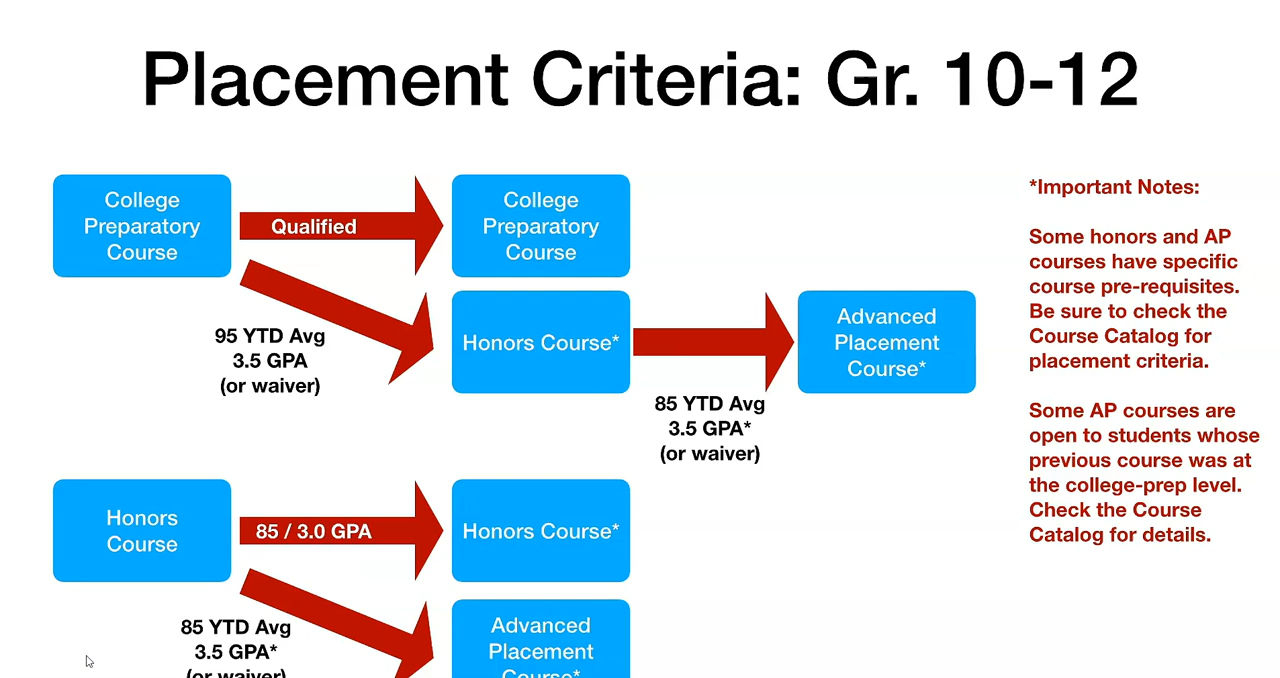 Placement Criteria: Gr. 10-12
College
Preparatory
Course
Qualified
College
Preparatory
Course
95 YTD Avg
3.5 GPA
(or waiver)
Honors Course*
85 YTD Avg
3.5 GPA*
(or waiver)
Advanced
Placement
Course*
Honors
Course
85 / 3.0 GPA
Honors Course*
85 YTD Avg
3.5 GPA*
(or waiver)
Advanced
Placement
Course*
*Important Notes:
Some honors and AP
courses have specific
course pre-requisites.
Be sure to check the
Course Catalog for
placement criteria.
Some AP courses are
open to students whose
previous course was at
the college-prep level.
Check the Course
Catalog for details.